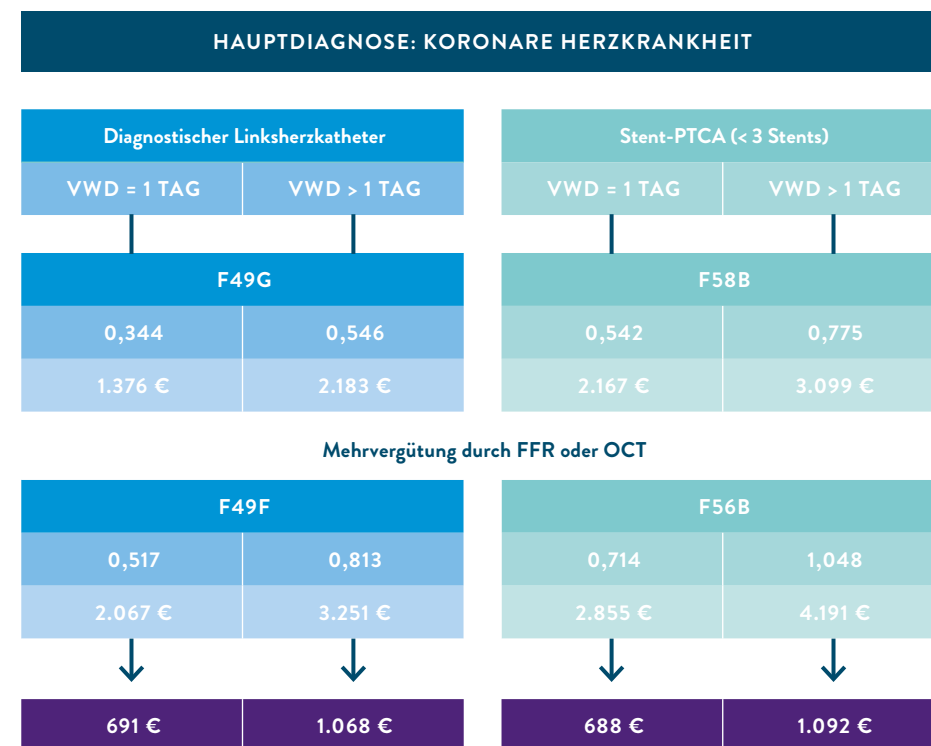 HAUPTDIAGNOSE: KORONARE HERZKRANKHEIT
Diagnostischer Linksherzkatheter
Stent-PTCA (< 3 Stents)
VWD = 1 TAG
VWD > 1 TAG
VWD = 1 TAG
VWD > 1 TAG
F49G
F58B
0,344
0,546
0,542
0,775
1.376 €
2.183 €
2.167 €
3.099 €
Mehrvergütung durch FFR oder OCT
F49F
F56B
0,517
0,813
0,714
1,048
2.067 €
3.251 €
2.855 €
4.191 €
691 €
1.068 €
688 €
1.092 €